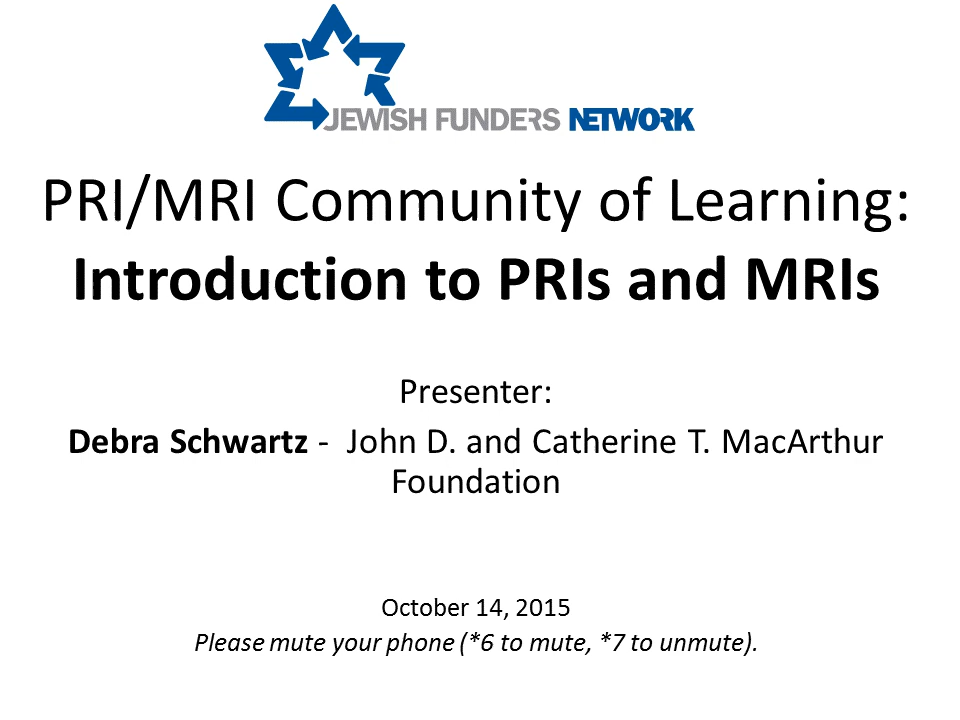 JEWISH FUNDERS NETWORK
PRI/MRI Community of Learning:
Introduction to PRIs and MRIs
Presenter:
Debra Schwartz - John D. and Catherine T. MacArthur
Foundation
October 14, 2015
Please mute your phone (*6 to mute, *7 to unmute).